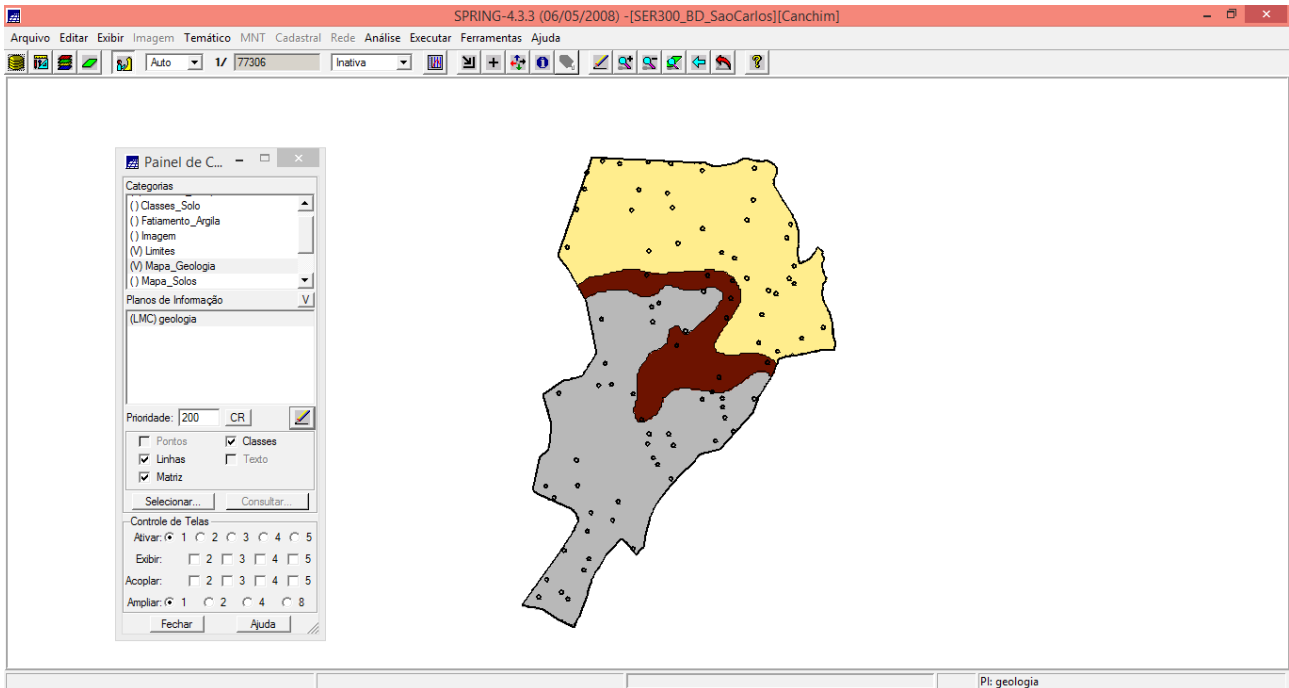 SPRING-4.3.3 (06/05/2008) -[SER300_BD_SaoCarlos][Canchim]
Arquivo Editar Exibir Imagem Temático MNT Cadastral Rede Análise Executar Ferramentas Ajuda
Auto 1/ 77306 Inativa
Painel de C...
Categorias
() Classes_Solo
() Fatiamento_Argila
() Imagem
(V) Limites
(V) Mapa_Geologia
() Mapa_Solos
Planos de Informação V
(LMC) geologia
Prioridade: 200 CR
Pontos Classes
Linhas Texto
Matriz
Selecionar... Consultar...
Controle de Telas
Ativar: 1 2 3 4 5
Exibir: 2 3 4 5
Acoplar: 2 3 4 5
Ampliar: 1 2 4 8
Fechar Ajuda
PI: geologia